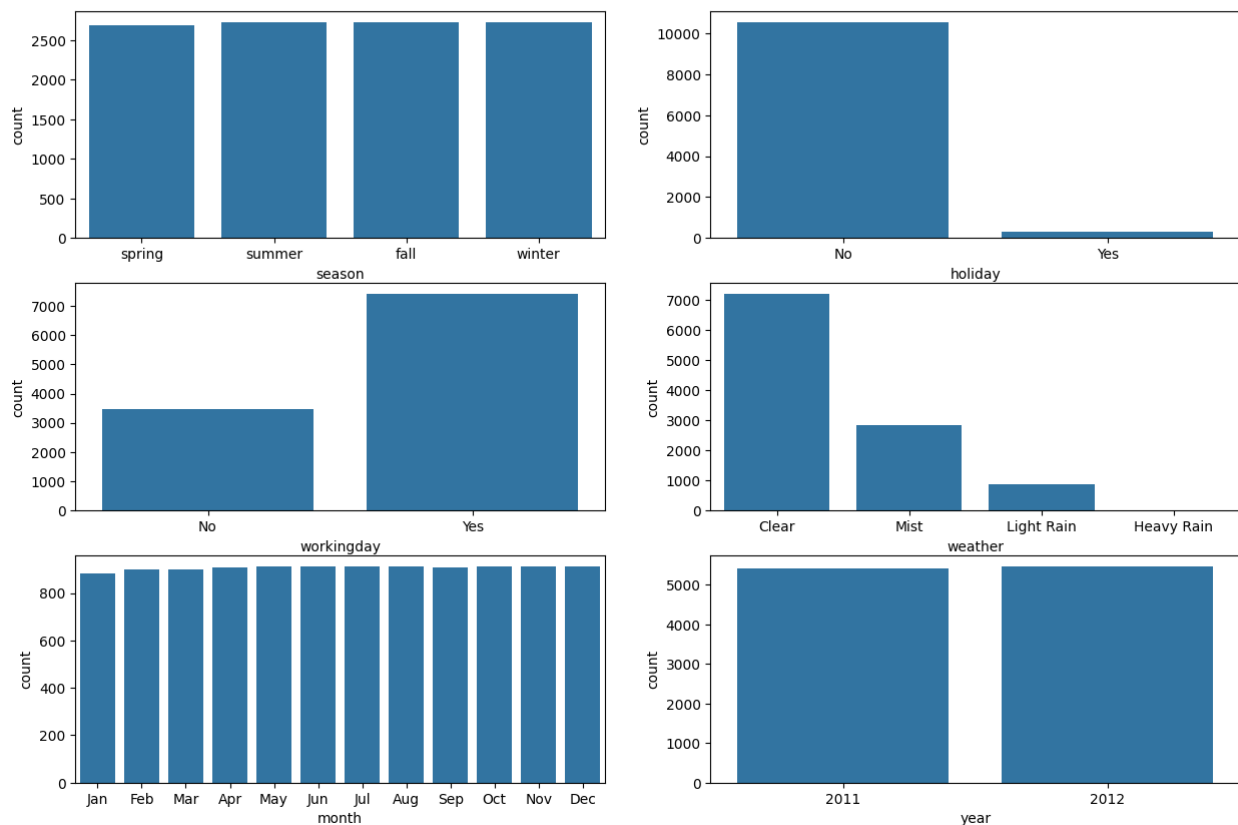 2500
2000
1500
1000
500
0
count
spring summer fall winter
season
10000
8000
6000
4000
2000
0
count
No Yes
holiday
7000
6000
5000
4000
3000
2000
1000
0
count
No Yes
workingday
7000
6000
5000
4000
3000
2000
1000
0
count
Clear Mist Light Rain Heavy Rain
weather
800
600
400
200
0
count
Jan Feb Mar Apr May Jun Jul Aug Sep Oct Nov Dec
month
5000
4000
3000
2000
1000
0
count
2011 2012
year